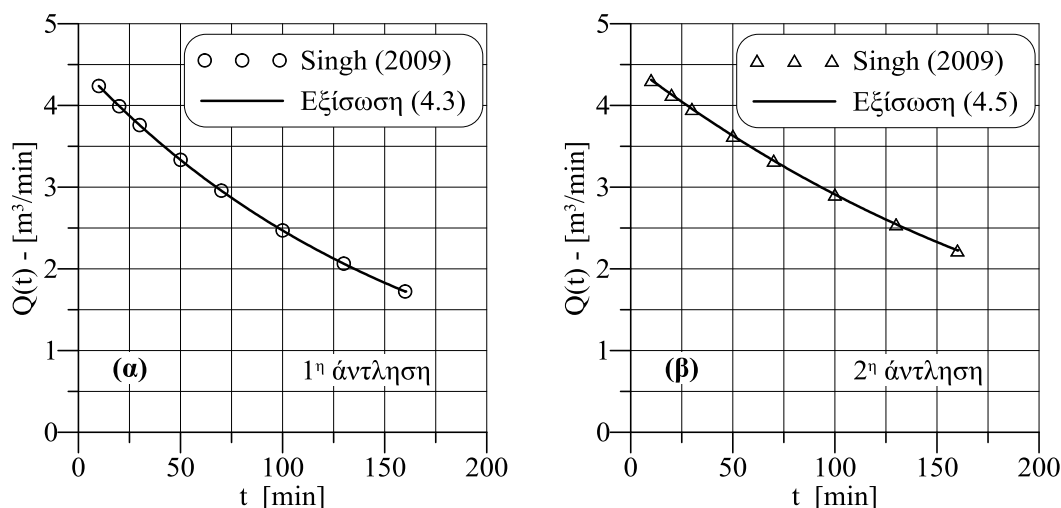 5
4
3
2
1
0
Q(t) - [m³/min]
Singh (2009)
Εξίσωση (4.3)
(α)
1η άντληση
0 50 100 150 200
t [min]
5
4
3
2
1
0
Q(t) - [m³/min]
Singh (2009)
Εξίσωση (4.5)
(β)
2η άντληση
0 50 100 150 200
t [min]